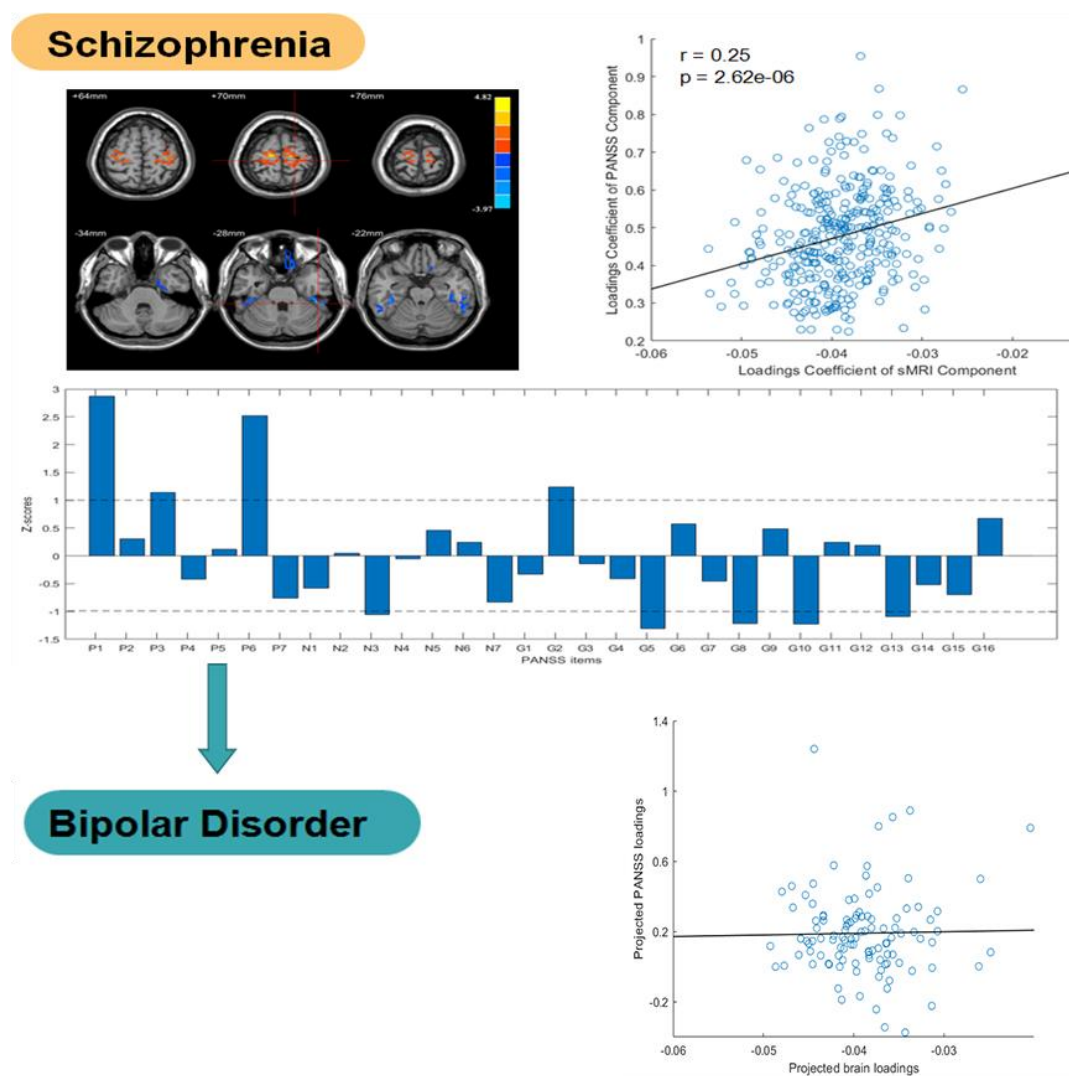 Schizophrenia
+64mm
+70mm
+76mm
4.82
-3.97
-34mm
-28mm
-22mm
r = 0.25
p = 2.62e-06
Loadings Coefficient of PANSS Component
1
0.9
0.8
0.7
0.6
0.5
0.4
0.3
0.2
-0.06
-0.05
-0.04
-0.03
-0.02
Loadings Coefficient of sMRI Component
Z-scores
3
2.5
2
1.5
1
0.5
0
-0.5
-1
-1.5
P1 P2 P3 P4 P5 P6 P7 N1 N2 N3 N4 N5 N6 N7 G1 G2 G3 G4 G5 G6 G7 G8 G9 G10 G11 G12 G13 G14 G15 G16
PANSS items
Bipolar Disorder
Projected PANSS loadings
1.4
1
0.6
0.2
-0.2
-0.06
-0.05
-0.04
-0.03
Projected brain loadings